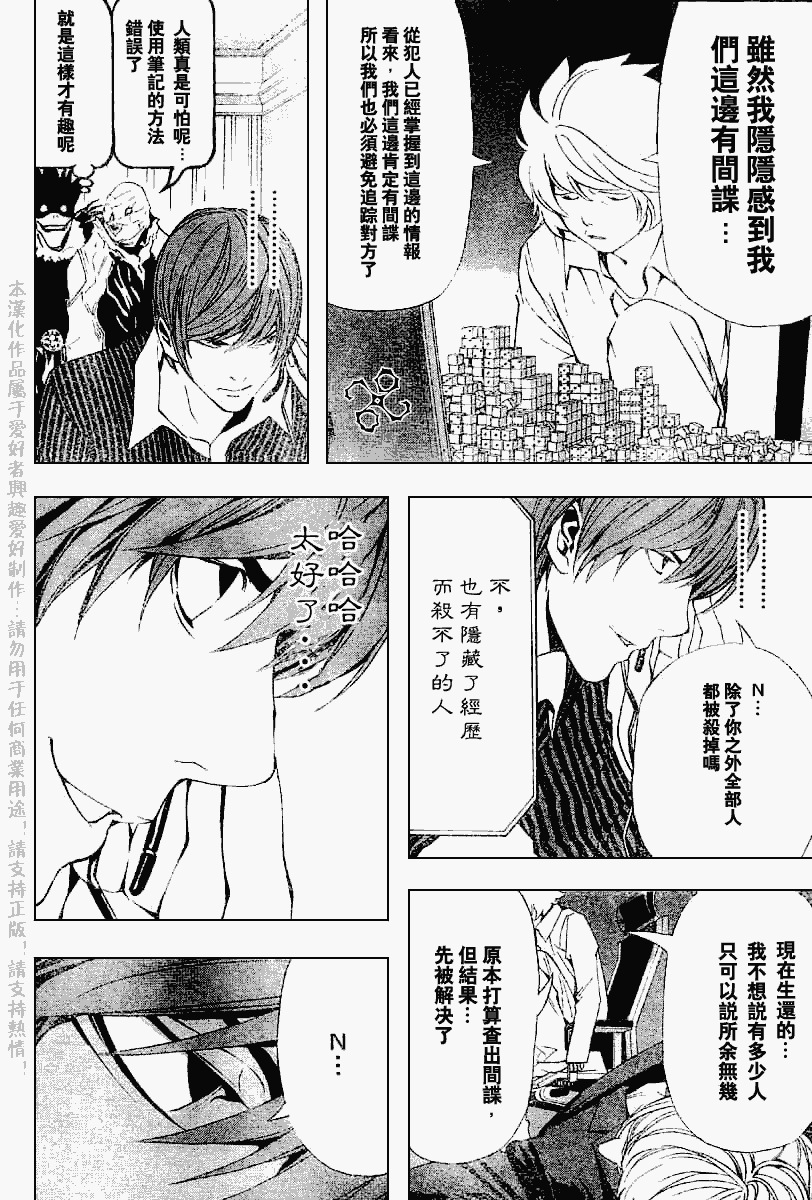 雖然我隱隱感到我
們這邊有間諜…
從犯人已經掌握到這邊的情報
看來，我們這邊肯定有間諜
所以我們也必須避免追踪對方了
………
………
人類真是可怕呢…
使用筆記的方法
錯誤了
就是這樣才有趣呢
………
………
N…
除了你之外全部人
都被殺掉嗎
不，
也有隱藏了經歷
而殺不了的人
哈哈哈
太好了……
現在生還的…
我不想說有多少人
只可以說所余無幾
原本打算查出間諜，
但結果…
先被解决了
N…
本漢化作品屬于愛好者興趣愛好制作…請勿用于任何商業用途！請支持正版！請支持熱情！